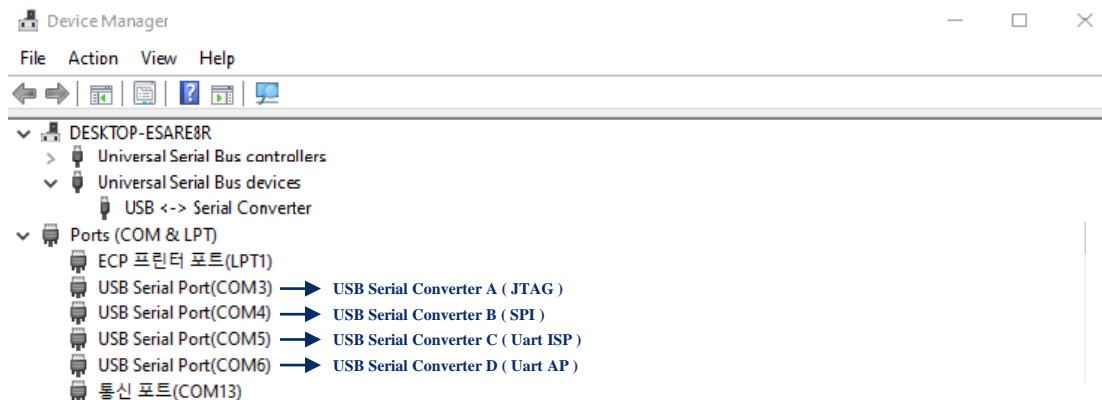 Device Manager
File Action View Help
DESKTOP-ESARE8R
Universal Serial Bus controllers
Universal Serial Bus devices
USB <-> Serial Converter
Ports (COM & LPT)
ECP 프린터 포트(LPT1)
USB Serial Port(COM3) USB Serial Converter A ( JTAG )
USB Serial Port(COM4) USB Serial Converter B ( SPI )
USB Serial Port(COM5) USB Serial Converter C ( Uart ISP )
USB Serial Port(COM6) USB Serial Converter D ( Uart AP )
통신 포트(COM13)